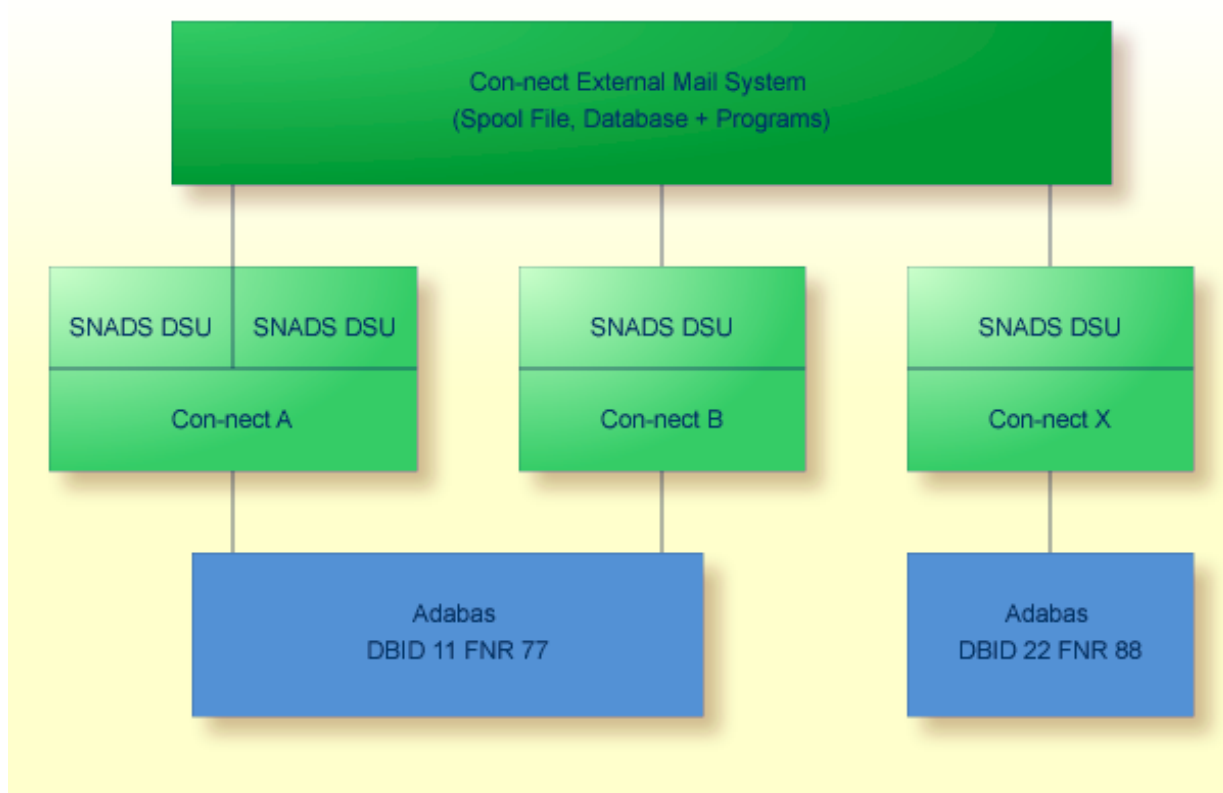 Con-nect External Mail System
(Spool File, Database + Programs)
SNADS DSU
SNADS DSU
SNADS DSU
SNADS DSU
Con-nect A
Con-nect B
Con-nect X
Adabas
DBID 11 FNR 77
Adabas
DBID 22 FNR 88